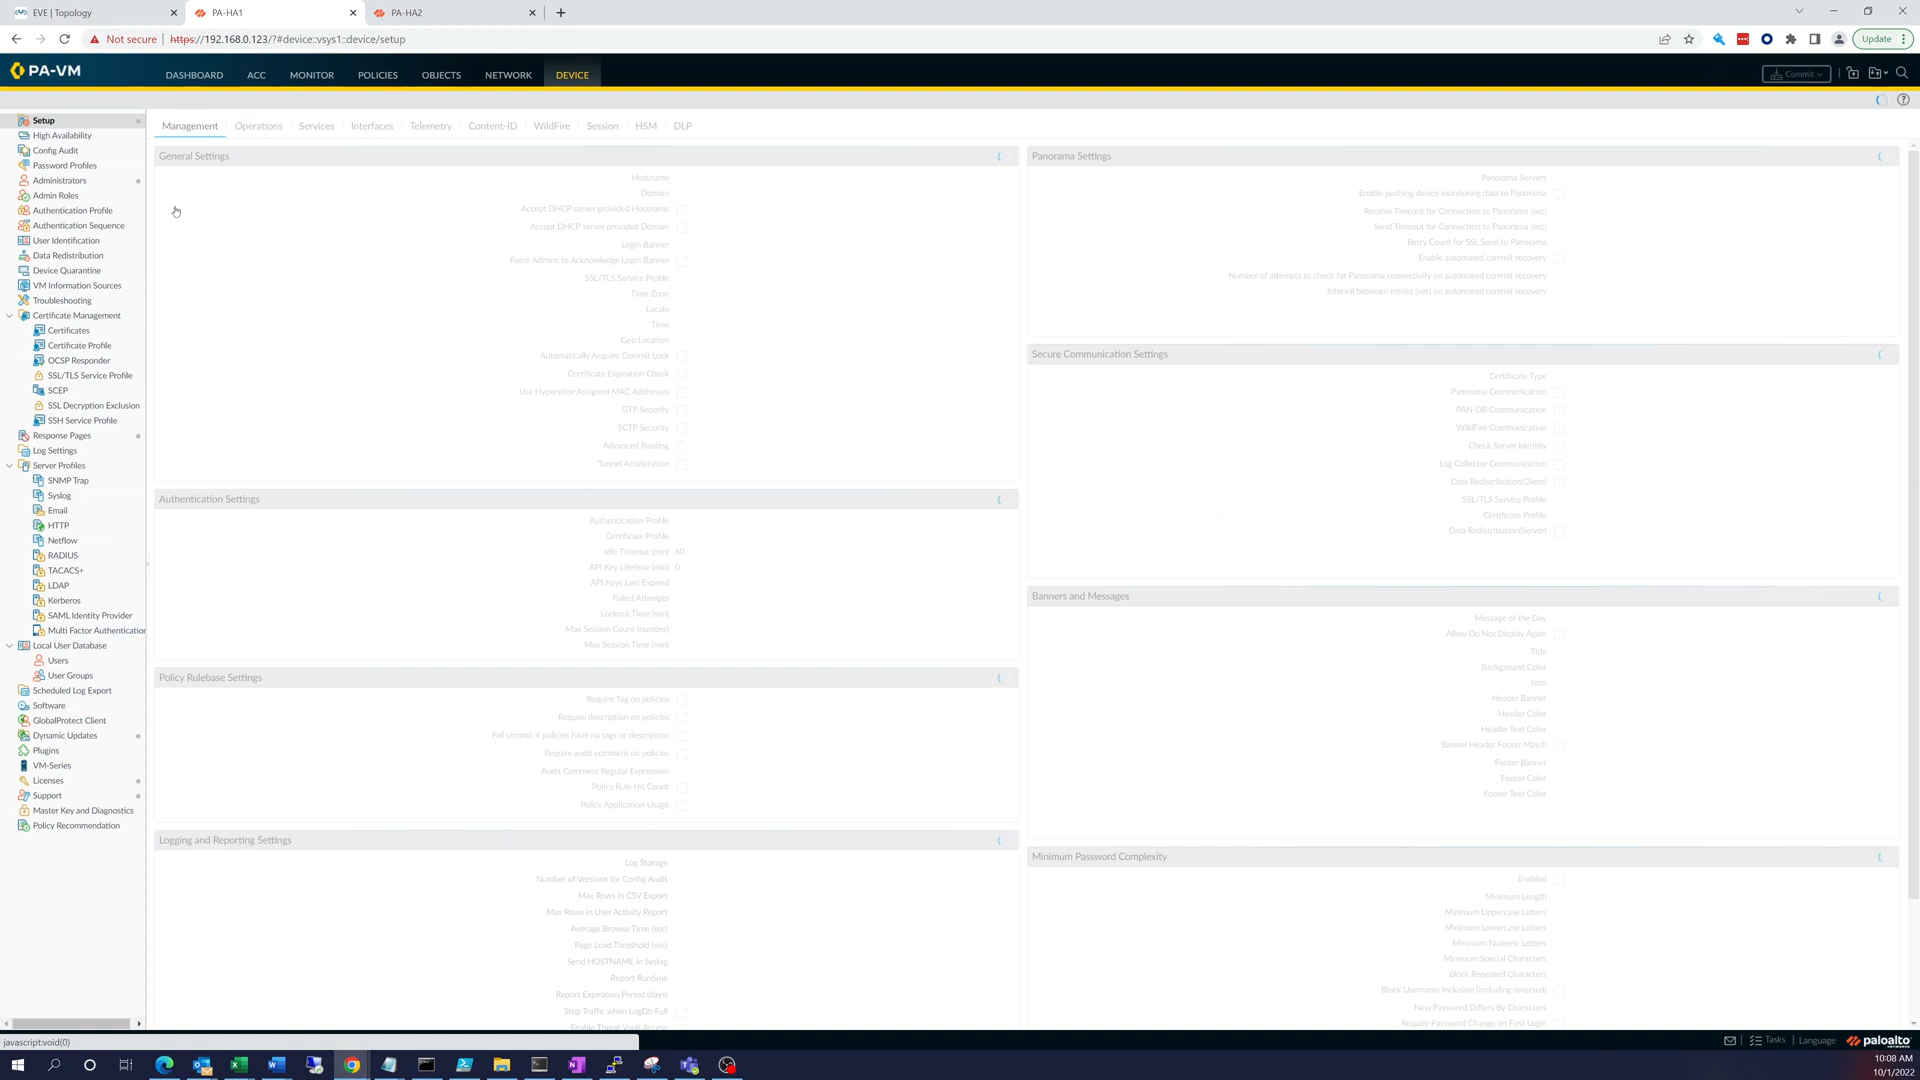 EVE | Topology
PA-HA1
PA-HA2
Not secure
https://192.168.0.123/?#device::vsys1::device/setup
Update
PA-VM
DASHBOARD
ACC
MONITOR
POLICIES
OBJECTS
NETWORK
DEVICE
Commit
Setup
High Availability
Config Audit
Password Profiles
Administrators
Admin Roles
Authentication Profile
Authentication Sequence
User Identification
Data Redistribution
Device Quarantine
VM Information Sources
Troubleshooting
Certificate Management
Certificates
Certificate Profile
OCSP Responder
SSL/TLS Service Profile
SCEP
SSL Decryption Exclusion
SSH Service Profile
Response Pages
Log Settings
Server Profiles
SNMP Trap
Syslog
Email
HTTP
Netflow
RADIUS
TACACS+
LDAP
Kerberos
SAML Identity Provider
Multi Factor Authentication
Local User Database
Users
User Groups
Scheduled Log Export
Software
GlobalProtect Client
Dynamic Updates
Plugins
VM-Series
Licenses
Support
Master Key and Diagnostics
Policy Recommendation
Management
Operations
Services
Interfaces
Telemetry
Content-ID
WildFire
Session
HSM
DLP
General Settings
Hostname
Domain
Accept DHCP server provided Hostname
Accept DHCP server provided Domain
Login Banner
Force Admins to Acknowledge Login Banner
SSL/TLS Service Profile
Time Zone
Locale
Time
Geo Location
Automatically Acquire Commit Lock
Certificate Expiration Check
Use Hypervisor Assigned MAC Addresses
GTP Security
SCTP Security
Advanced Routing
Tunnel Acceleration
Authentication Settings
Authentication Profile
Certificate Profile
Idle Timeout (min) 60
API Key Lifetime (min) 0
API Keys Last Expired
Failed Attempts
Lockout Time (min)
Max Session Count (number)
Max Session Time (min)
Policy Rulebase Settings
Require Tag on policies
Require description on policies
Fail commit if policies have no tags or description
Require audit comment on policies
Audit Comment Regular Expression
Policy Rule Hit Count
Policy Application Usage
Logging and Reporting Settings
Log Storage
Number of Versions for Config Audit
Max Rows in CSV Export
Max Rows in User Activity Report
Average Browse Time (sec)
Page Load Threshold (sec)
Send HOSTNAME in Syslog
Report Runtime
Report Expiration Period (days)
Stop Traffic when LogDb Full
Enable Threat Vault Access
Panorama Settings
Panorama Servers
Enable pushing device monitoring data to Panorama
Receive Timeout for Connection to Panorama (sec)
Send Timeout for Connection to Panorama (sec)
Retry Count for SSL Send to Panorama
Enable automated commit recovery
Number of attempts to check for Panorama connectivity on automated commit recovery
Interval between retries (sec) on automated commit recovery
Secure Communication Settings
Certificate Type
Panorama Communication
PAN-DB Communication
WildFire Communication
Check Server Identity
Log Collector Communication
Data Redistribution(Client)
SSL/TLS Service Profile
Certificate Profile
Data Redistribution(Server)
Banners and Messages
Message of the Day
Allow Do Not Display Again
Title
Background Color
Icon
Header Banner
Header Color
Header Text Color
Banner Header Footer Match
Footer Banner
Footer Color
Footer Text Color
Minimum Password Complexity
Enabled
Minimum Length
Minimum Uppercase Letters
Minimum Lowercase Letters
Minimum Numeric Letters
Minimum Special Characters
Block Repeated Characters
Block Username Inclusion (including reversed)
New Password Differs By Characters
Require Password Change on First Login
javascript:void(0)
Tasks
Language
paloalto
NETWORKS
10:08 AM
10/1/2022